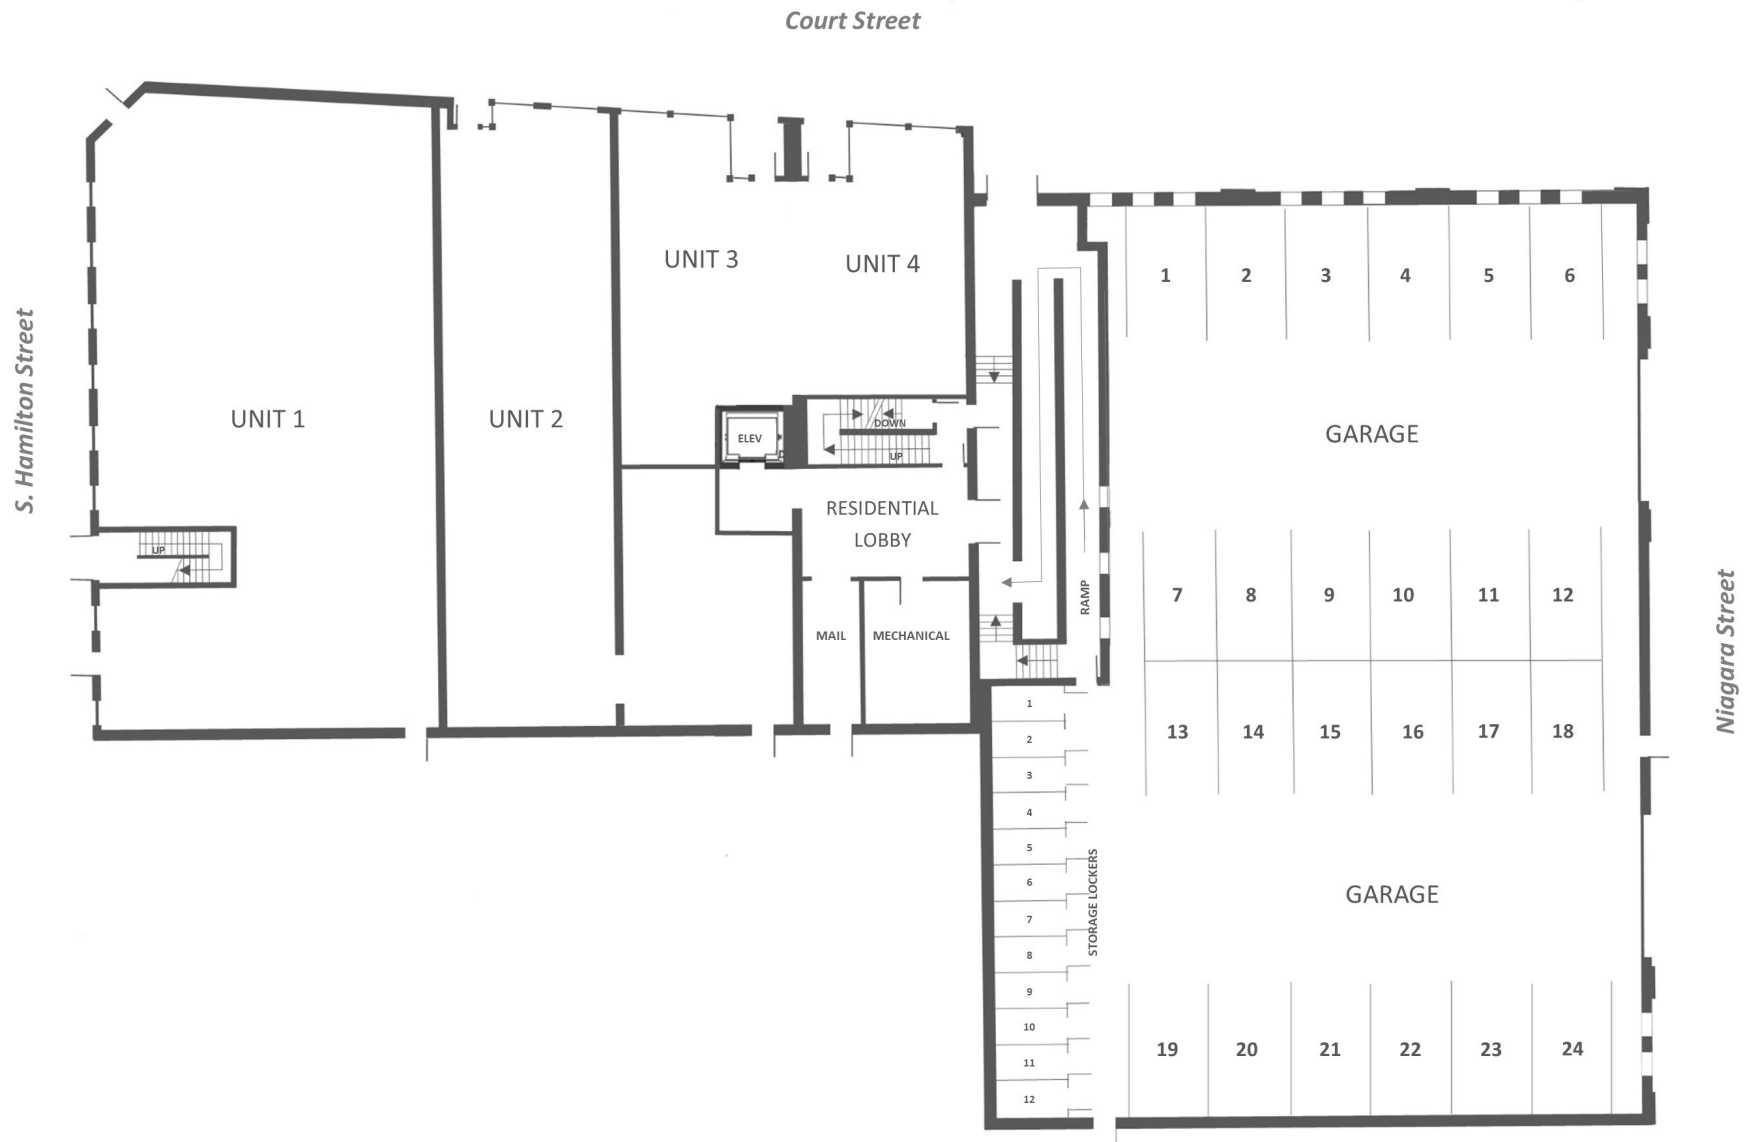 Court Street
S. Hamilton Street
Niagara Street
UNIT 1
UNIT 2
UNIT 3
UNIT 4
ELEV
DOWN
UP
UP
RESIDENTIAL
LOBBY
MAIL
MECHANICAL
RAMP
GARAGE
GARAGE
1 2 3 4 5 6
7 8 9 10 11 12
13 14 15 16 17 18
19 20 21 22 23 24
STORAGE LOCKERS
1
2
3
4
5
6
7
8
9
10
11
12